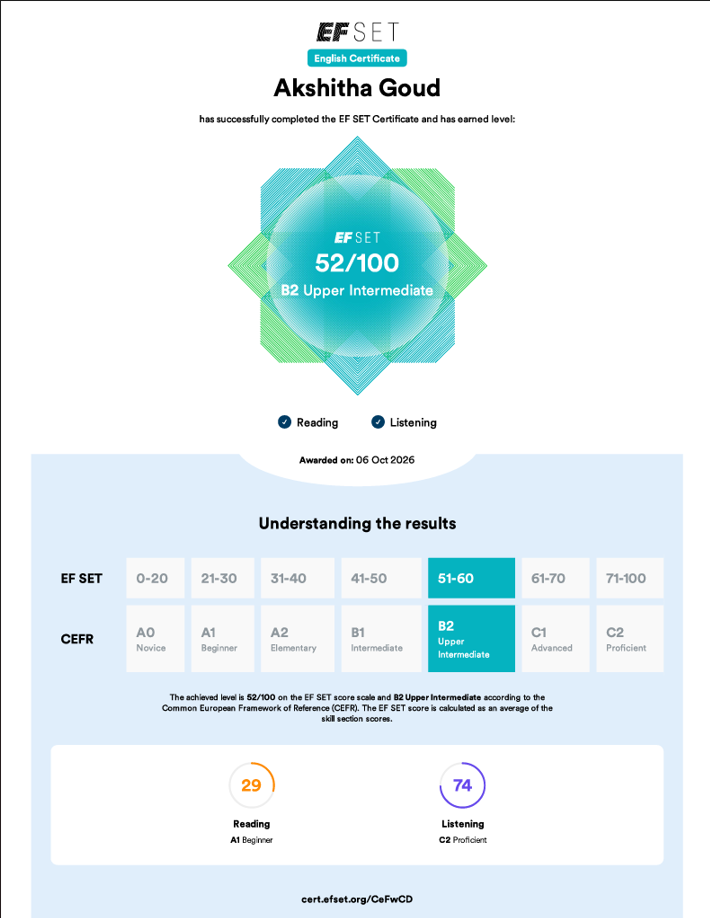 EF SET
English Certificate
Akshitha Goud
has successfully completed the EF SET Certificate and has earned level:
EF SET
52/100
B2 Upper Intermediate
✓ Reading ✓ Listening
Awarded on: 06 Oct 2026
Understanding the results
EF SET 0-20 21-30 31-40 41-50 51-60 61-70 71-100
CEFR
A0
Novice
A1
Beginner
A2
Elementary
B1
Intermediate
B2
Upper
Intermediate
C1
Advanced
C2
Proficient
The achieved level is 52/100 on the EF SET score scale and B2 Upper Intermediate according to the
Common European Framework of Reference (CEFR). The EF SET score is calculated as an average of the
skill section scores.
29
Reading
A1 Beginner
74
Listening
C2 Proficient
cert.efset.org/CeFwCD